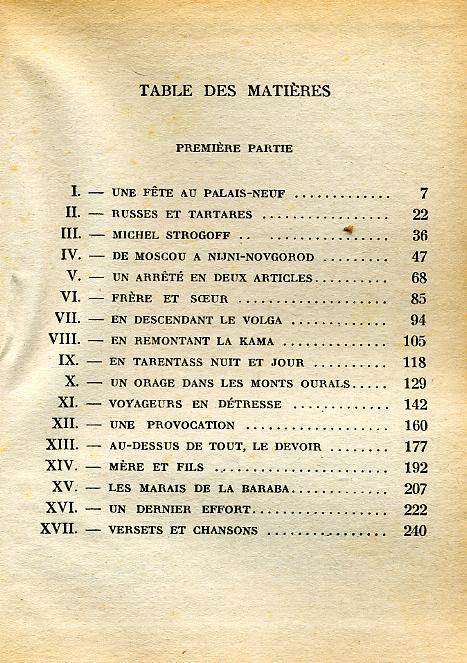 TABLE DES MATIÈRES
PREMIÈRE PARTIE
I. — UNE FÊTE AU PALAIS-NEUF ............. 7
II. — RUSSES ET TARTARES ................. 22
III. — MICHEL STROGOFF .. ................ 36
IV. — DE MOSCOU A NIJNI-NOVGOROD .......... 47
V. — UN ARRÊTÉ EN DEUX ARTICLES.......... 68
VI. — FRÈRE ET SŒUR .................... 85
VII. — EN DESCENDANT LE VOLGA ............. 94
VIII. — EN REMONTANT LA KAMA .............. 105
IX. — EN TARENTASS NUIT ET JOUR ........... 118
X. — UN ORAGE DANS LES MONTS OURALS..... 129
XI. — VOYAGEURS EN DÉTRESSE ............. 142
XII. — UNE PROVOCATION .................. 160
XIII. — AU-DESSUS DE TOUT, LE DEVOIR ........ 177
XIV. — MÈRE ET FILS ....................... 192
XV. — LES MARAIS DE LA BARABA............. 207
XVI. — UN DERNIER EFFORT.................. 222
XVII. — VERSETS ET CHANSONS ................ 240